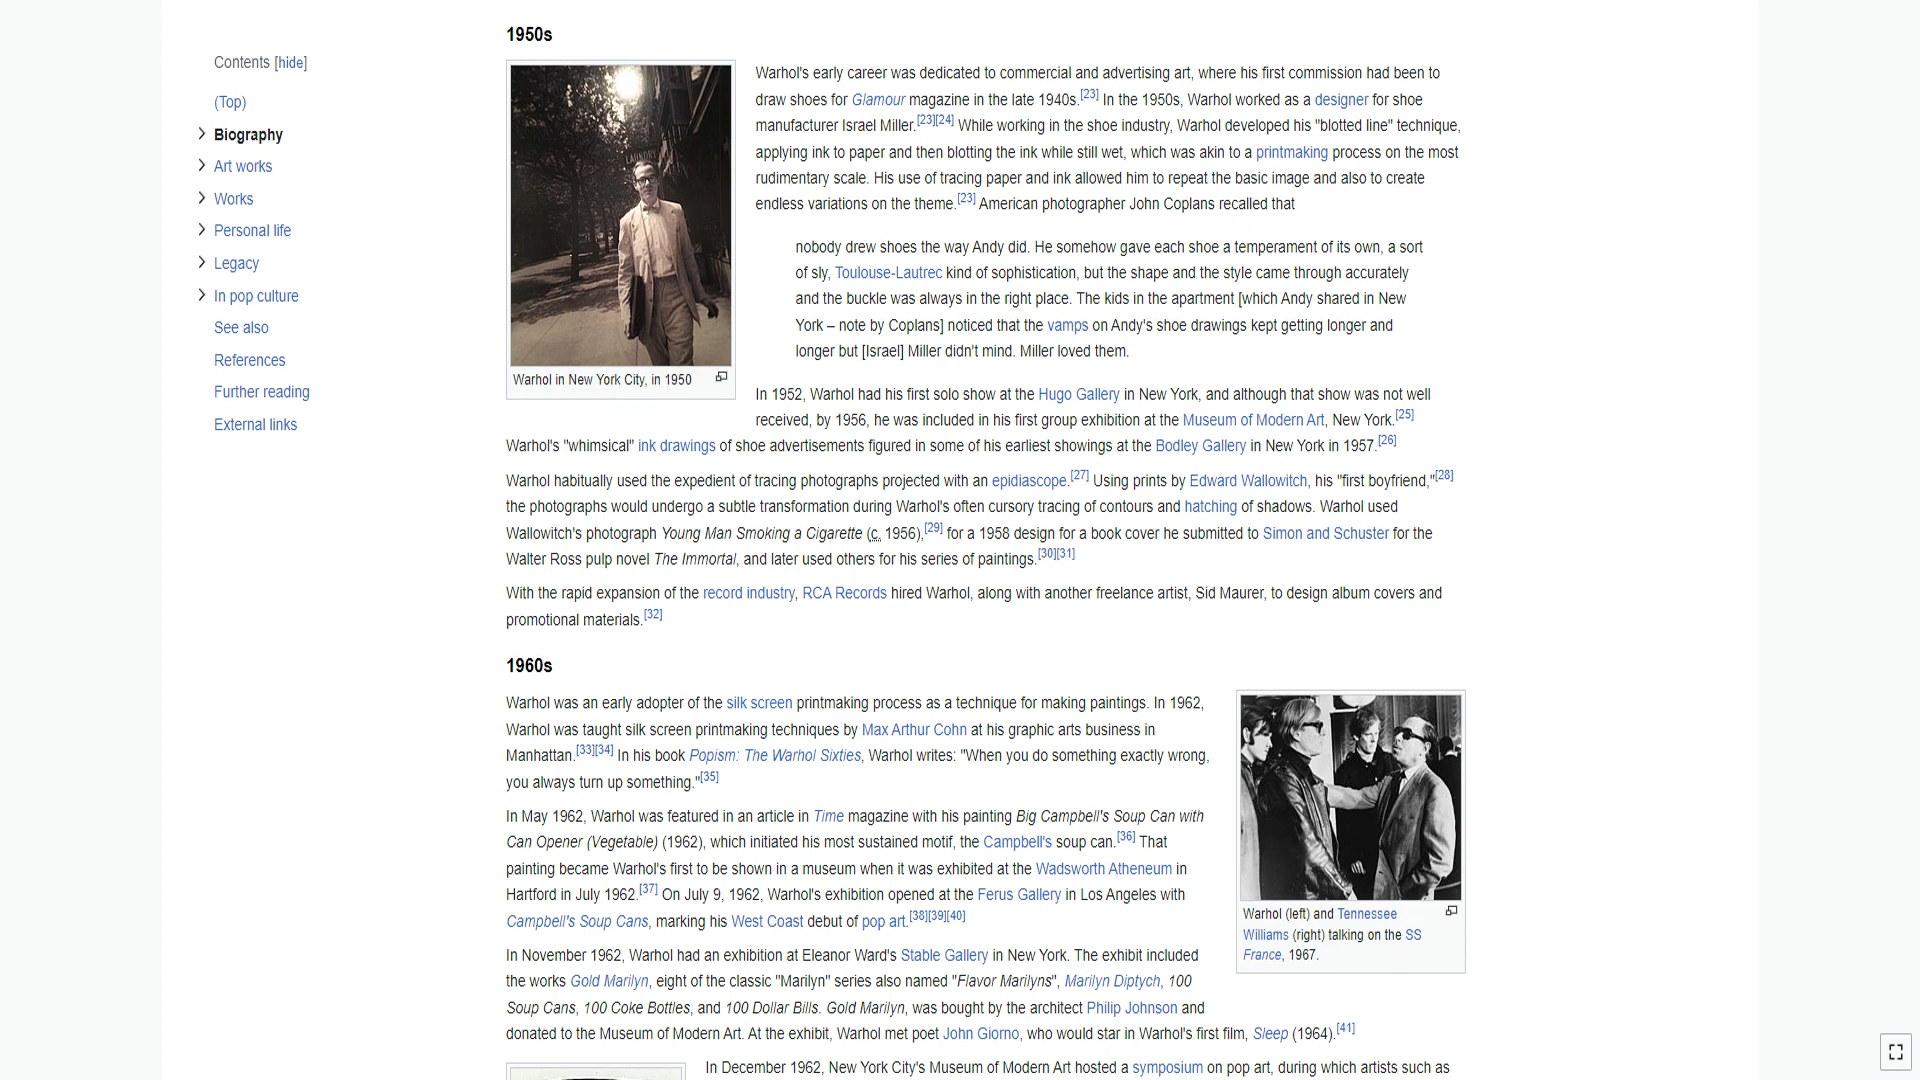 Contents [hide]
(Top)
Biography
Art works
Works
Personal life
Legacy
In pop culture
See also
References
Further reading
External links
1950s
LAUNDRY
Warhol in New York City, in 1950
Warhol's early career was dedicated to commercial and advertising art, where his first commission had been to
draw shoes for Glamour magazine in the late 1940s.[23] In the 1950s, Warhol worked as a designer for shoe
manufacturer Israel Miller.[23][24] While working in the shoe industry, Warhol developed his "blotted line" technique,
applying ink to paper and then blotting the ink while still wet, which was akin to a printmaking process on the most
rudimentary scale. His use of tracing paper and ink allowed him to repeat the basic image and also to create
endless variations on the theme.[23] American photographer John Coplans recalled that
nobody drew shoes the way Andy did. He somehow gave each shoe a temperament of its own, a sort
of sly, Toulouse-Lautrec kind of sophistication, but the shape and the style came through accurately
and the buckle was always in the right place. The kids in the apartment [which Andy shared in New
York – note by Coplans] noticed that the vamps on Andy's shoe drawings kept getting longer and
longer but [Israel] Miller didn't mind. Miller loved them.
In 1952, Warhol had his first solo show at the Hugo Gallery in New York, and although that show was not well
received, by 1956, he was included in his first group exhibition at the Museum of Modern Art, New York.[25]
Warhol's "whimsical" ink drawings of shoe advertisements figured in some of his earliest showings at the Bodley Gallery in New York in 1957.[26]
Warhol habitually used the expedient of tracing photographs projected with an epidiascope.[27] Using prints by Edward Wallowitch, his "first boyfriend,"[28]
the photographs would undergo a subtle transformation during Warhol's often cursory tracing of contours and hatching of shadows. Warhol used
Wallowitch's photograph Young Man Smoking a Cigarette (c. 1956),[29] for a 1958 design for a book cover he submitted to Simon and Schuster for the
Walter Ross pulp novel The Immortal, and later used others for his series of paintings.[30][31]
With the rapid expansion of the record industry, RCA Records hired Warhol, along with another freelance artist, Sid Maurer, to design album covers and
promotional materials.[32]
1960s
Warhol was an early adopter of the silk screen printmaking process as a technique for making paintings. In 1962,
Warhol was taught silk screen printmaking techniques by Max Arthur Cohn at his graphic arts business in
Manhattan.[33][34] In his book Popism: The Warhol Sixties, Warhol writes: "When you do something exactly wrong,
you always turn up something."[35]
In May 1962, Warhol was featured in an article in Time magazine with his painting Big Campbell's Soup Can with
Can Opener (Vegetable) (1962), which initiated his most sustained motif, the Campbell's soup can.[36] That
painting became Warhol's first to be shown in a museum when it was exhibited at the Wadsworth Atheneum in
Hartford in July 1962.[37] On July 9, 1962, Warhol's exhibition opened at the Ferus Gallery in Los Angeles with
Campbell's Soup Cans, marking his West Coast debut of pop art.[38][39][40]
Warhol (left) and Tennessee
Williams (right) talking on the SS
France, 1967.
In November 1962, Warhol had an exhibition at Eleanor Ward's Stable Gallery in New York. The exhibit included
the works Gold Marilyn, eight of the classic "Marilyn" series also named "Flavor Marilyns", Marilyn Diptych, 100
Soup Cans, 100 Coke Bottles, and 100 Dollar Bills. Gold Marilyn, was bought by the architect Philip Johnson and
donated to the Museum of Modern Art. At the exhibit, Warhol met poet John Giorno, who would star in Warhol's first film, Sleep (1964).[41]
In December 1962, New York City's Museum of Modern Art hosted a symposium on pop art, during which artists such as